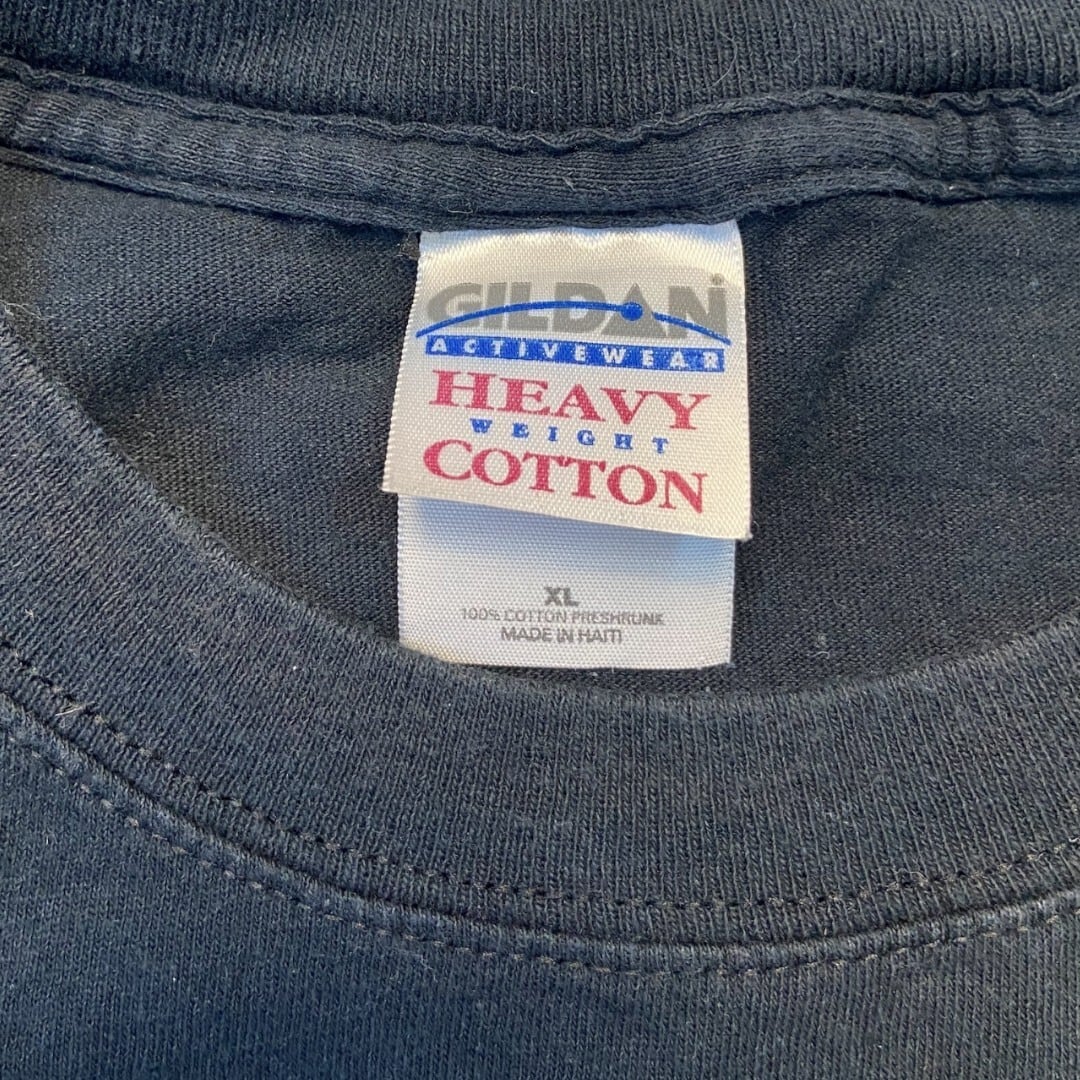 GILDAN®
ACTIVEWEAR
HEAVY
WEIGHT
COTTON
XL
100% COTTON PRESHRUNK
MADE IN HAITI